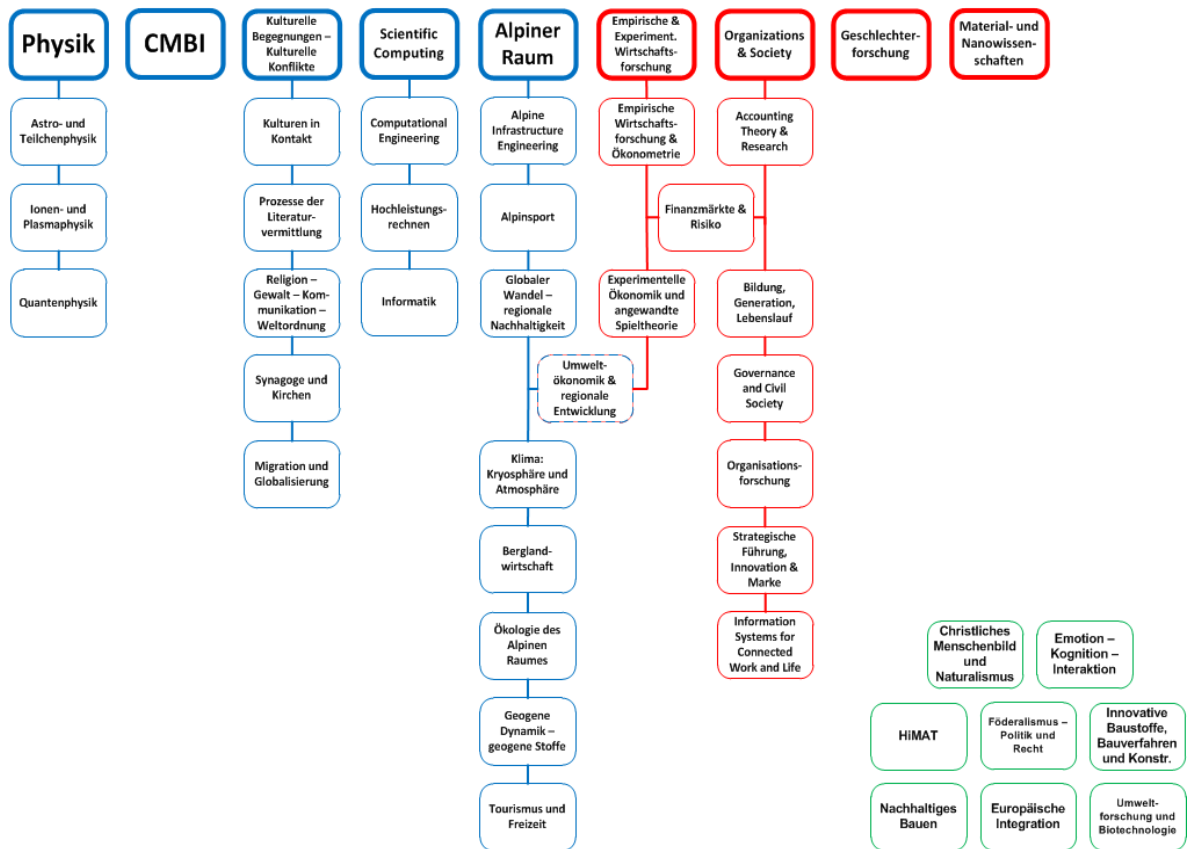 Physik
CMBI
Kulturelle
Begegnungen –
Kulturelle
Konflikte
Scientific
Computing
Alpiner
Raum
Empirische &
Experiment.
Wirtschafts-
forschung
Organizations
& Society
Geschlechter-
forschung
Material- und
Nanowissen-
schaften
Astro- und
Teilchenphysik
Ionen- und
Plasmaphysik
Quantenphysik
Kulturen in
Kontakt
Prozesse der
Literatur-
vermittlung
Religion –
Gewalt – Kom-
munikation –
Weltordnung
Synagoge und
Kirchen
Migration und
Globalisierung
Computational
Engineering
Hochleistungs-
rechnen
Informatik
Alpine
Infrastructure
Engineering
Alpinsport
Globaler
Wandel –
regionale
Nachhaltigkeit
Umwelt-
ökonomik &
regionale
Entwicklung
Klima:
Kryosphäre und
Atmosphäre
Bergland-
wirtschaft
Ökologie des
Alpinen
Raumes
Geogene
Dynamik –
geogene Stoffe
Tourismus und
Freizeit
Empirische
Wirtschafts-
forschung &
Ökonometrie
Finanzmärkte &
Risiko
Experimentelle
Ökonomik und
angewandte
Spieltheorie
Accounting
Theory &
Research
Bildung,
Generation,
Lebenslauf
Governance
and Civil
Society
Organisations-
forschung
Strategische
Führung,
Innovation &
Marke
Information
Systems for
Connected
Work and Life
Christliches
Menschenbild
und
Naturalismus
Emotion –
Kognition –
Interaktion
HiMAT
Föderalismus –
Politik und
Recht
Innovative
Baustoffe,
Bauverfahren
und Konstr.
Nachhaltiges
Bauen
Europäische
Integration
Umwelt-
forschung und
Biotechnologie